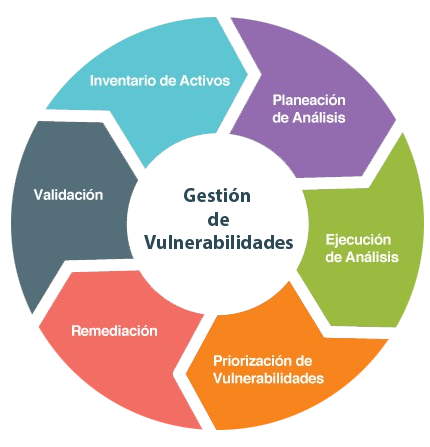 Inventario de Activos
Planeación
de Análisis
Ejecución
de Análisis
Priorización de
Vulnerabilidades
Remediación
Validación
Gestión
de
Vulnerabilidades